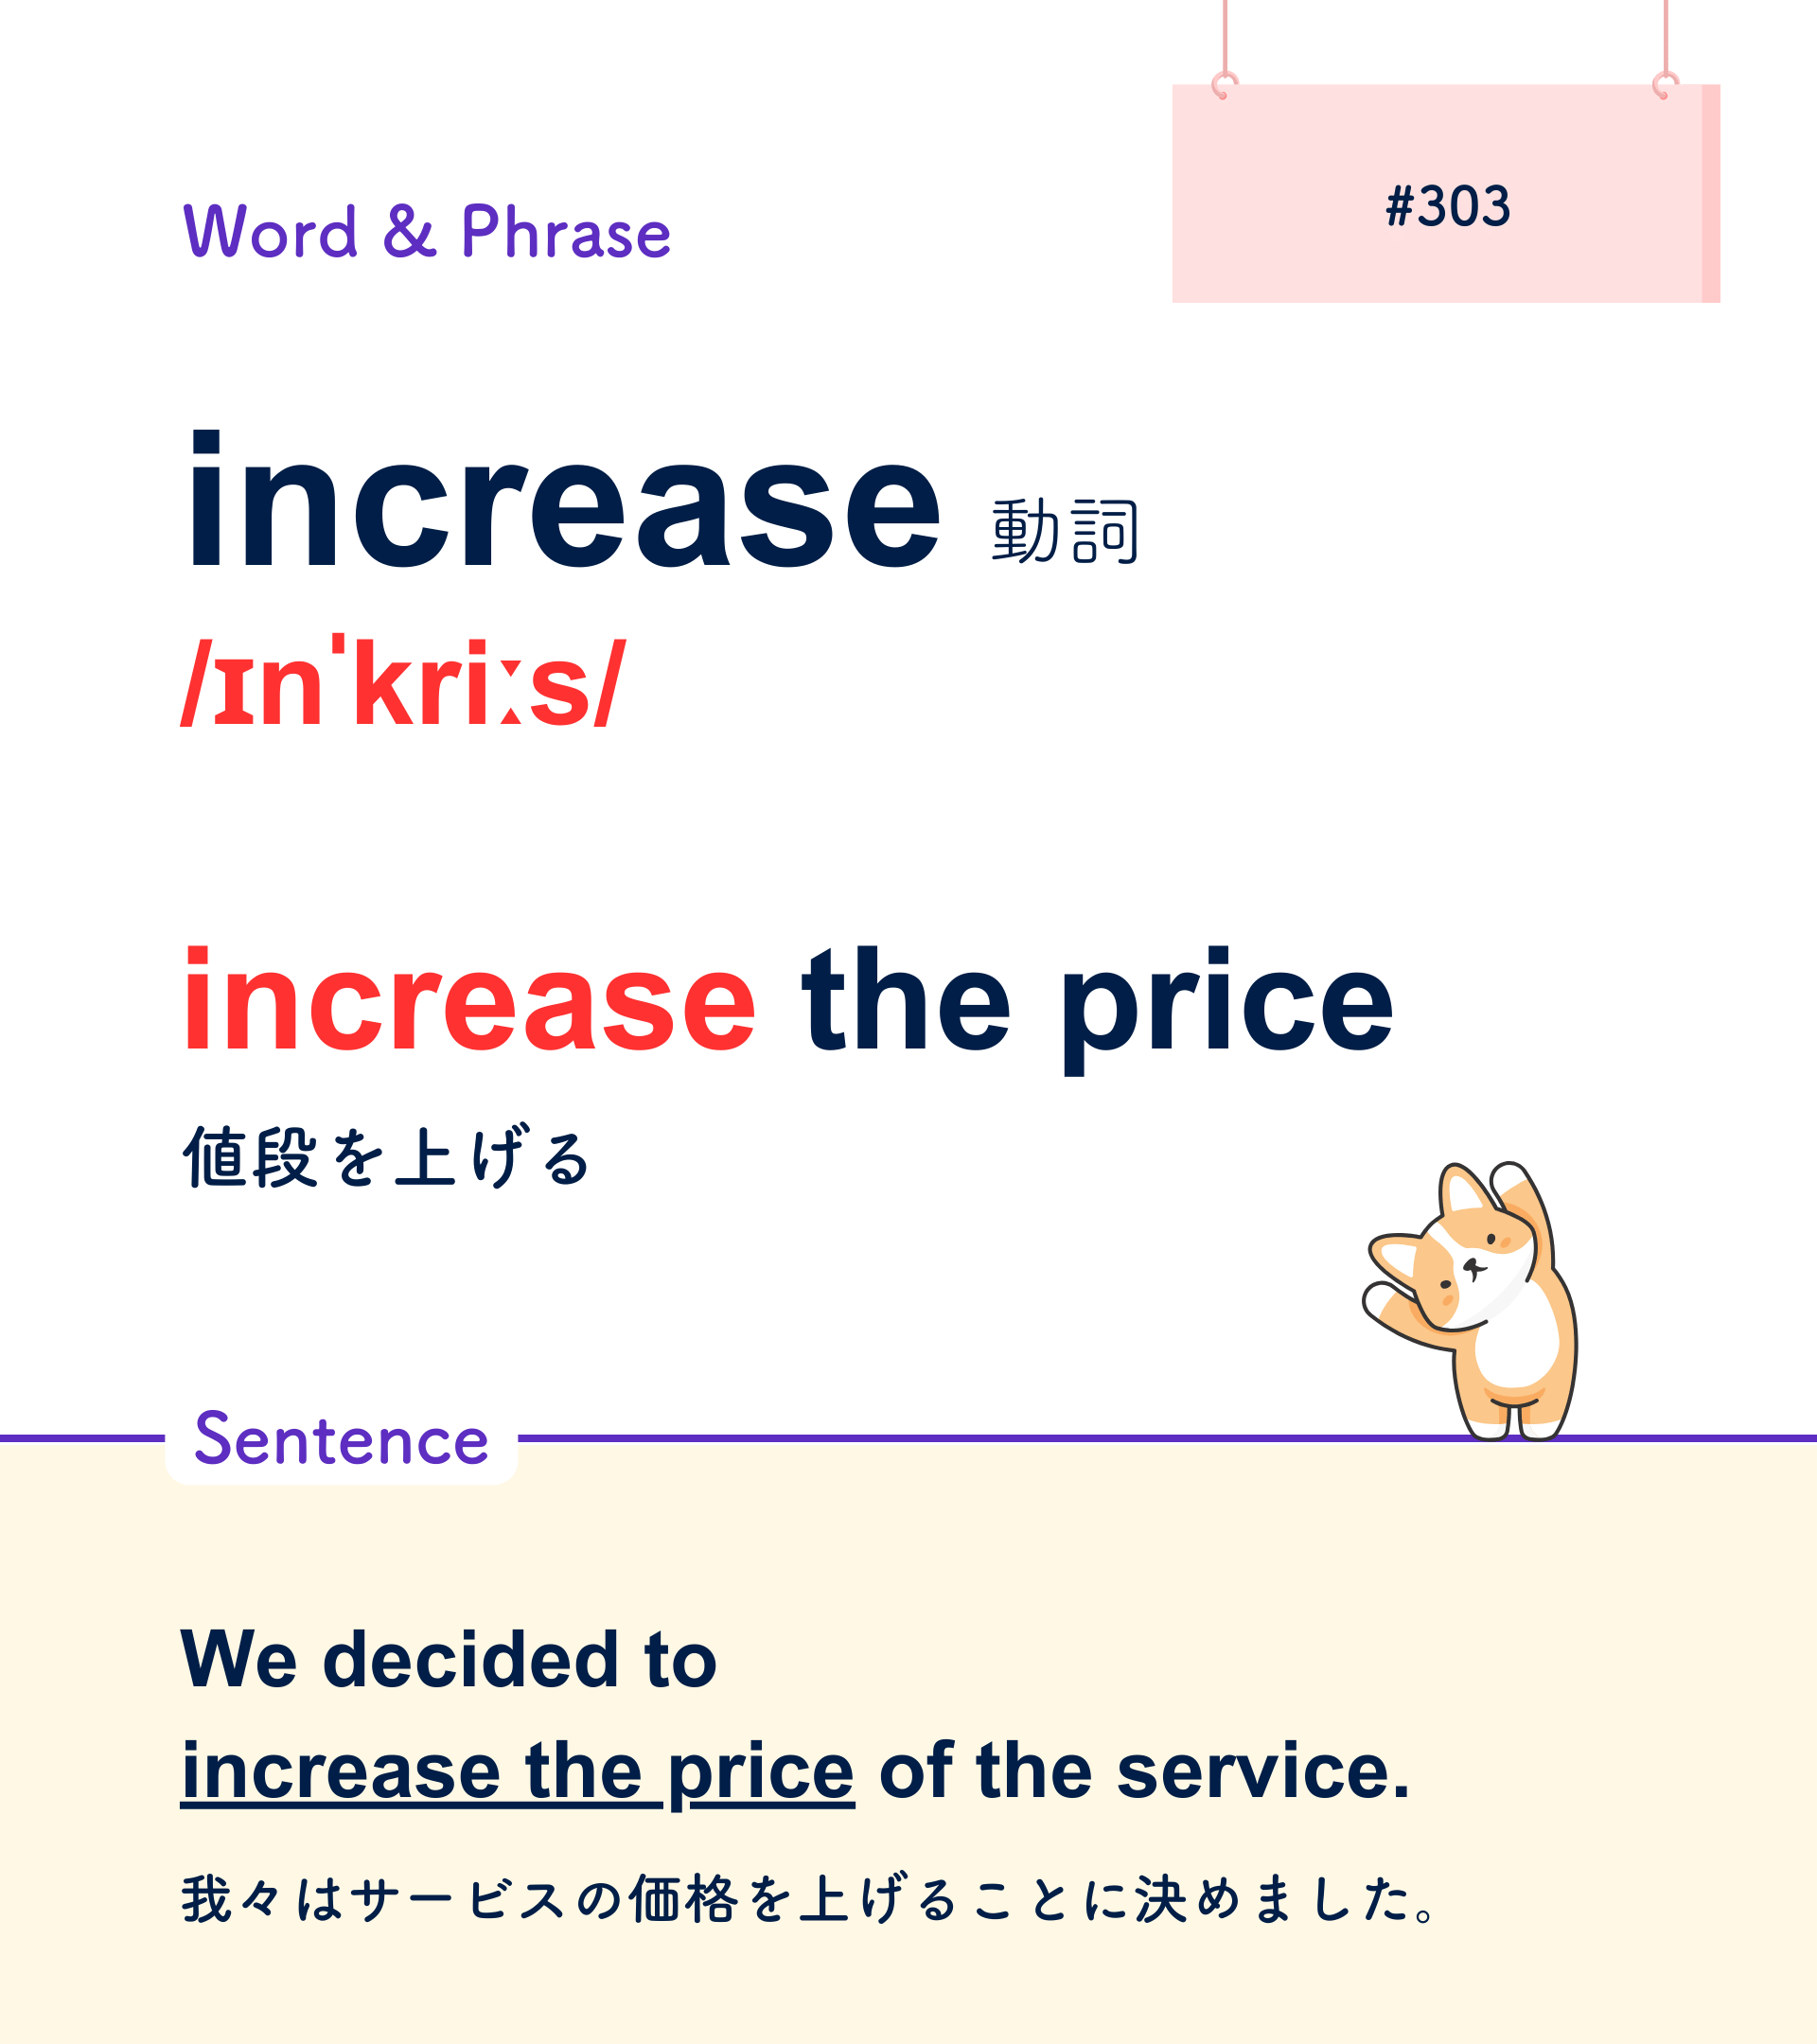 #303
Word & Phrase
increase 動詞
/ɪnˈkriːs/
increase the price
値段を上げる
Sentence
We decided to
increase the price of the service.
我々はサービスの価格を上げることに決めました。